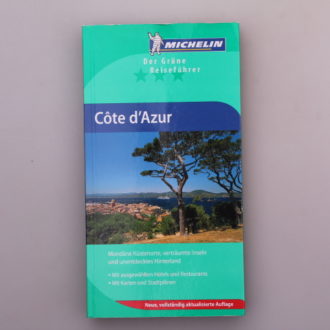 MICHELIN
Der Grüne
Reiseführer
Côte d'Azur
Mondäne Küstenorte, verträumte Inseln
und unentdecktes Hinterland
• Mit ausgewählten Hotels und Restaurants
• Mit Karten und Stadtplänen
Neue, vollständig aktualisierte Auflage